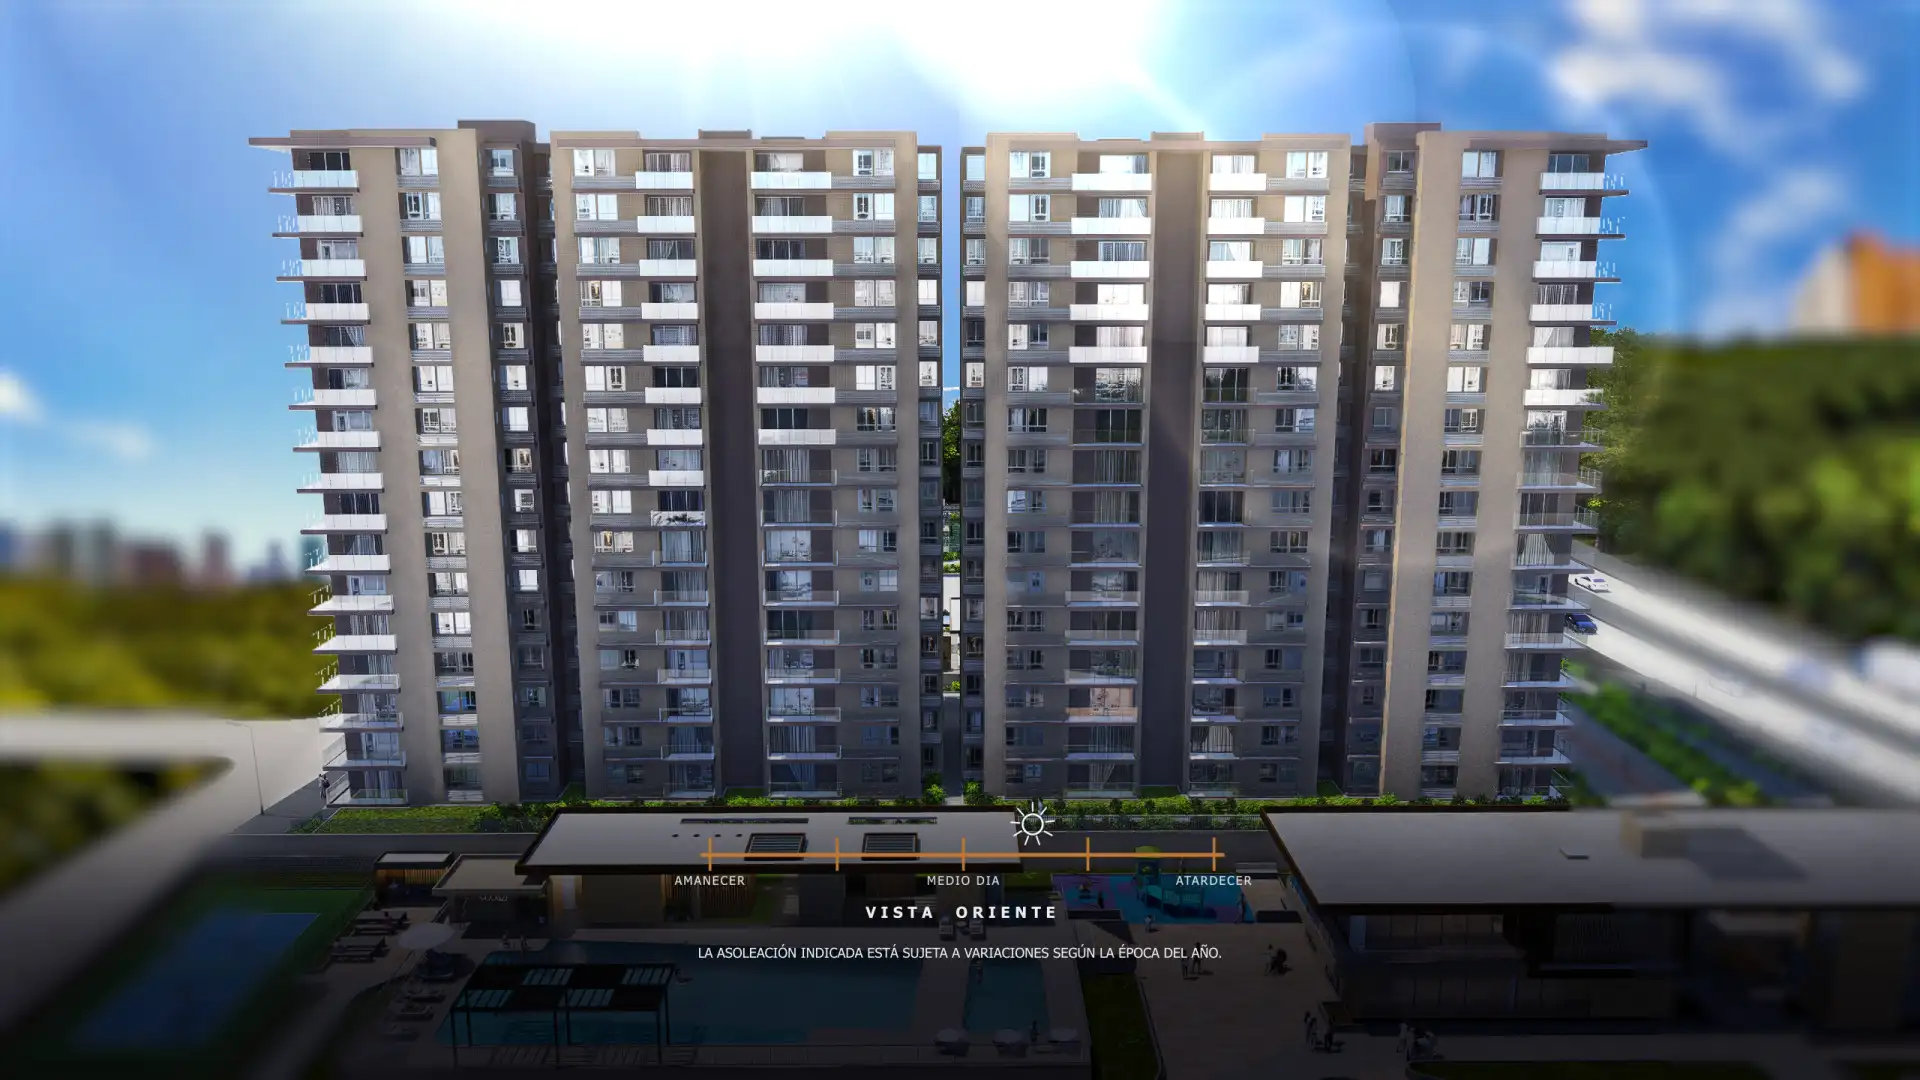 AMANECER MEDIO DIA ATARDECER
VISTA ORIENTE
LA ASOLEACIÓN INDICADA ESTÁ SUJETA A VARIACIONES SEGÚN LA ÉPOCA DEL AÑO.